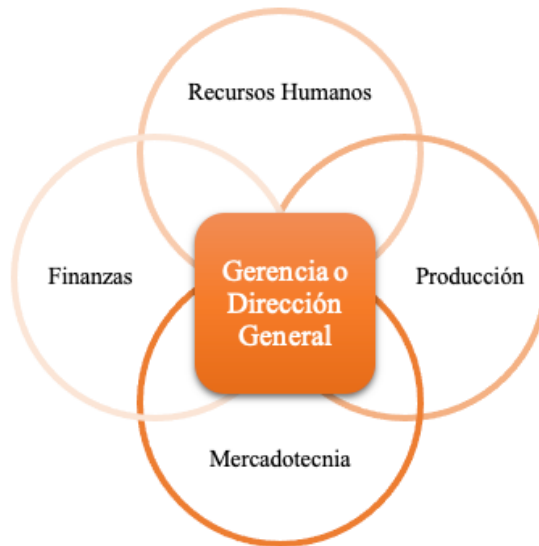 Recursos Humanos
Finanzas
Gerencia o
Dirección
General
Producción
Mercadotecnia